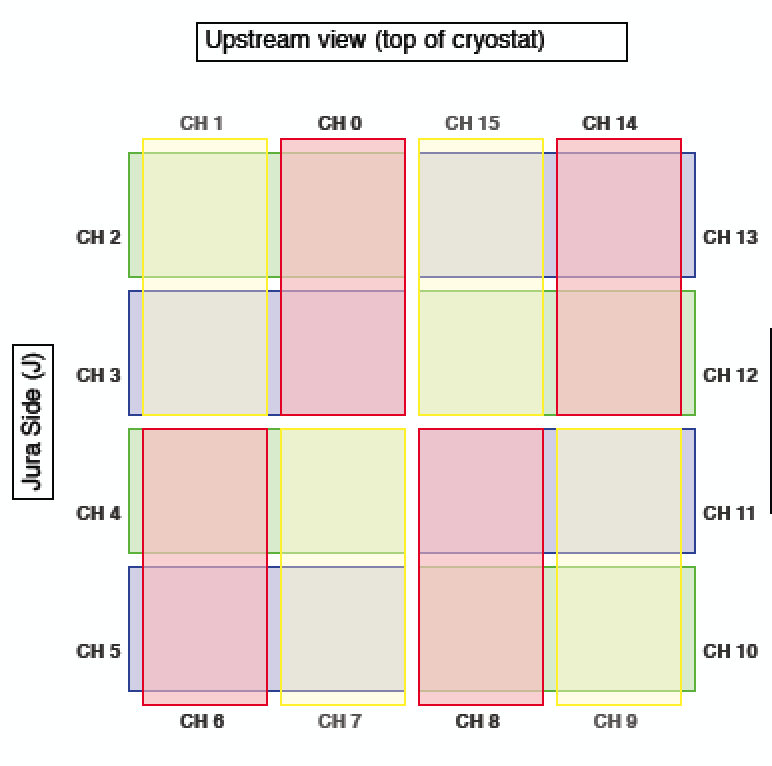 Upstream view (top of cryostat)
CH 1 CH 0 CH 15 CH 14
CH 2 CH 13
CH 3 CH 12
Jura Side (J)
CH 4 CH 11
CH 5 CH 10
CH 6 CH 7 CH 8 CH 9